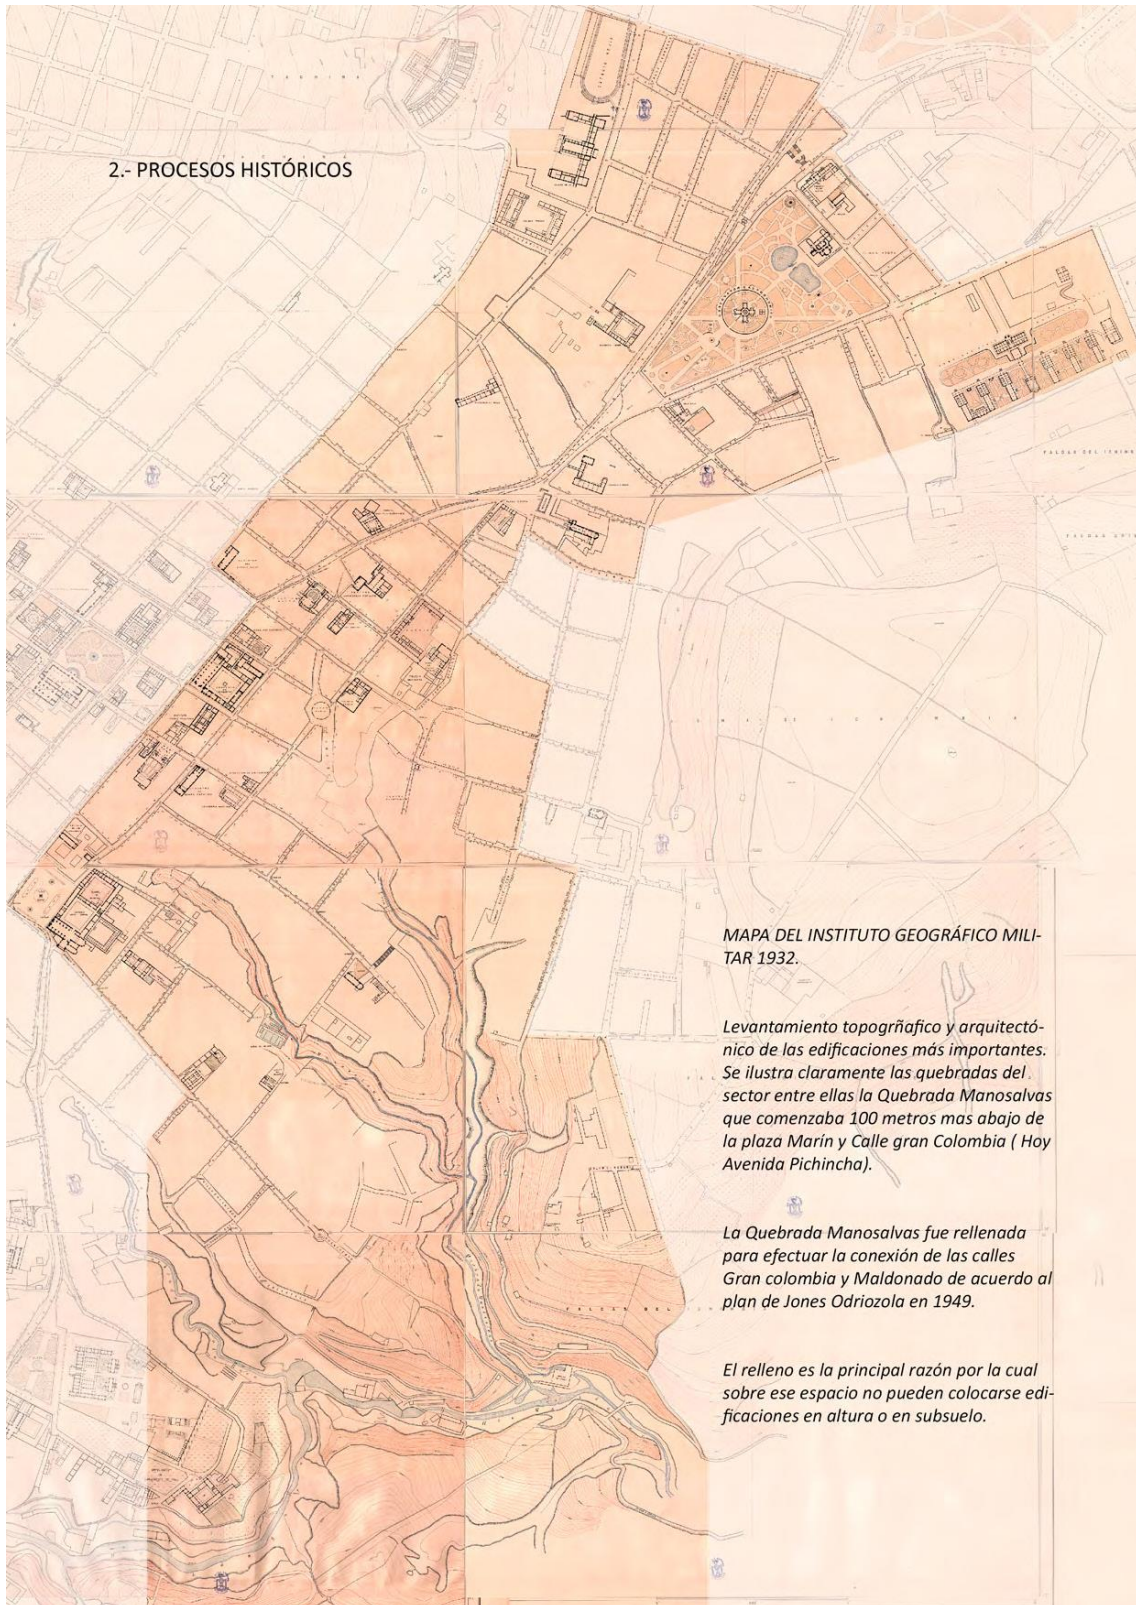 2.- PROCESOS HISTÓRICOS
MAPA DEL INSTITUTO GEOGRÁFICO MILI-
TAR 1932.
Levantamiento topogrñafico y arquitectó-
nico de las edificaciones más importantes.
Se ilustra claramente las quebradas del
sector entre ellas la Quebrada Manosalvas
que comenzaba 100 metros mas abajo de
la plaza Marín y Calle gran Colombia ( Hoy
Avenida Pichincha).
La Quebrada Manosalvas fue rellenada
para efectuar la conexión de las calles
Gran colombia y Maldonado de acuerdo al
plan de Jones Odriozola en 1949.
El relleno es la principal razón por la cual
sobre ese espacio no pueden colocarse edi-
ficaciones en altura o en subsuelo.